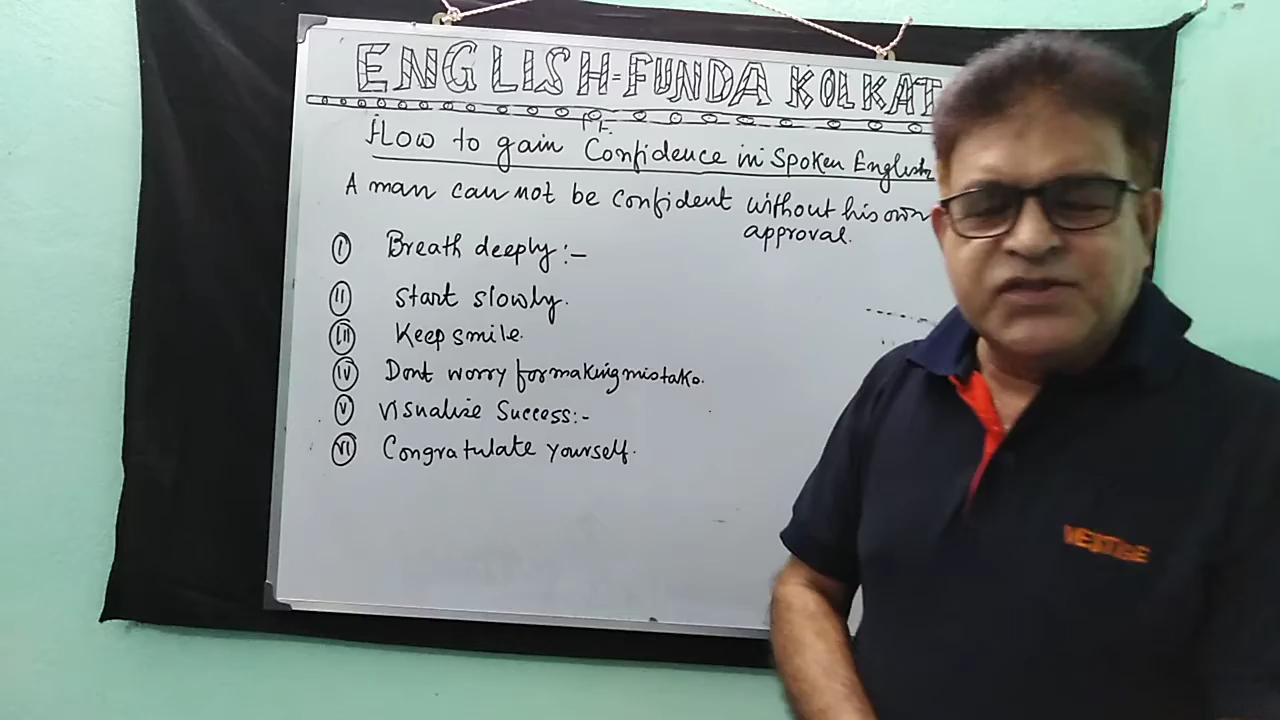 ENGLISH-FUNDA KOLKAT
How to gain Confidence in Spoken English
A man can not be confident without his own
approval.
I Breath deeply:-
II Start slowly.
III Keep smile.
IV Dont worry for making mistake.
V Visualize Success:-
VI Congratulate yourself.
VESTIGE